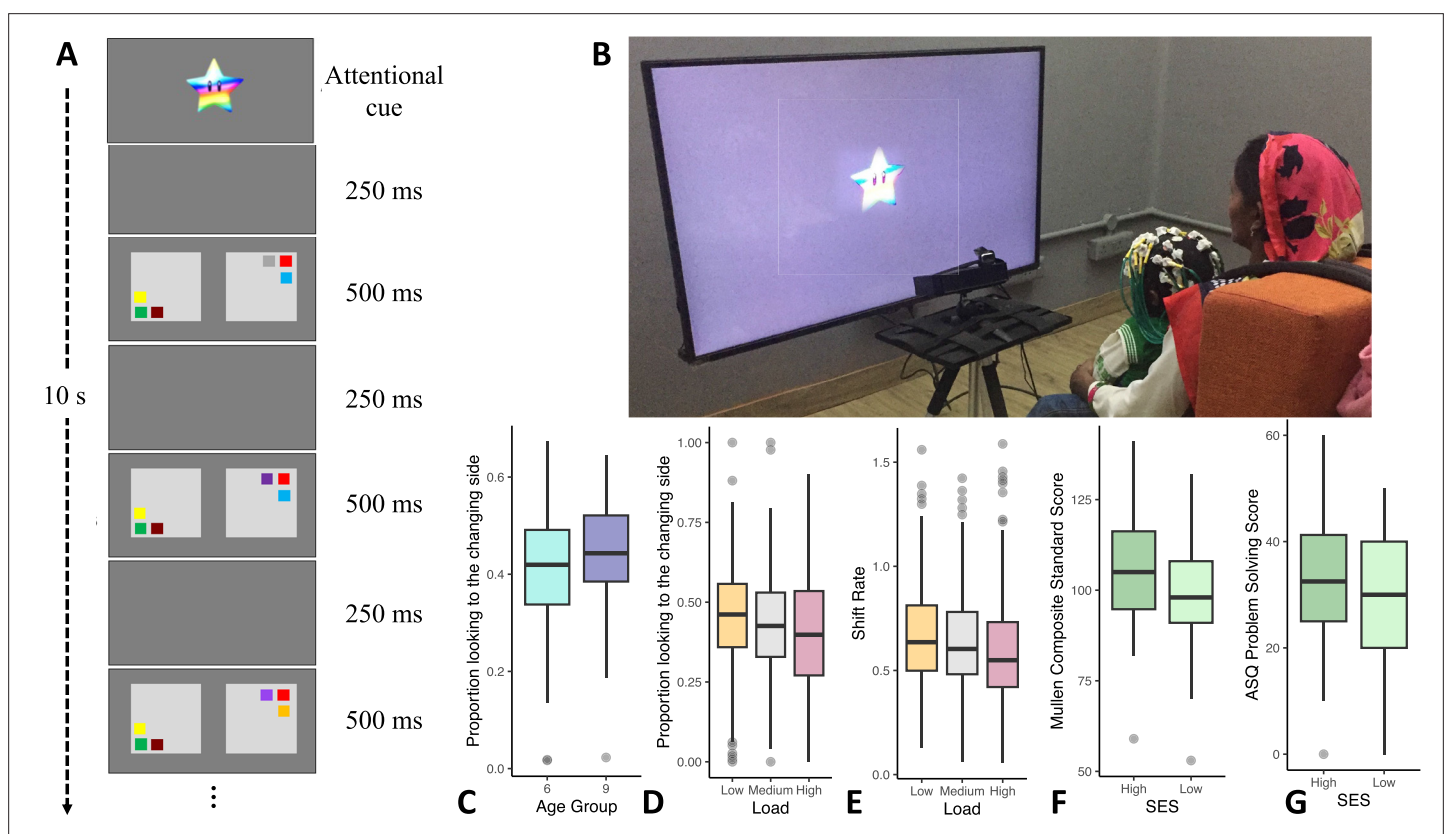 A
Attentional
cue
250 ms
500 ms
250 ms
500 ms
250 ms
500 ms
10 s
B
Proportion looking to the changing side
0.6
0.4
0.2
0.0
6
9
Age Group
C
Proportion looking to the changing side
1.00
0.75
0.50
0.25
0.00
Low
Medium
High
Load
D
Shift Rate
1.5
1.0
0.5
0.0
Low
Medium
High
Load
E
Mullen Composite Standard Score
125
100
75
50
High
Low
SES
F
ASQ Problem Solving Score
60
40
20
0
High
Low
SES
G